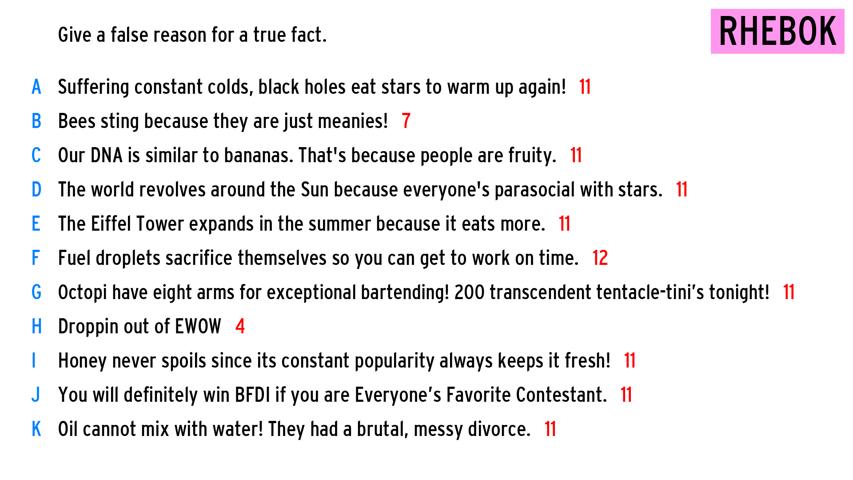 Give a false reason for a true fact.
RHEBOK
A Suffering constant colds, black holes eat stars to warm up again! 11
B Bees sting because they are just meanies! 7
C Our DNA is similar to bananas. That's because people are fruity. 11
D The world revolves around the Sun because everyone's parasocial with stars. 11
E The Eiffel Tower expands in the summer because it eats more. 11
F Fuel droplets sacrifice themselves so you can get to work on time. 12
G Octopi have eight arms for exceptional bartending! 200 transcendent tentacle-tini’s tonight! 11
H Droppin out of EWOW 4
I Honey never spoils since its constant popularity always keeps it fresh! 11
J You will definitely win BFDI if you are Everyone’s Favorite Contestant. 11
K Oil cannot mix with water! They had a brutal, messy divorce. 11